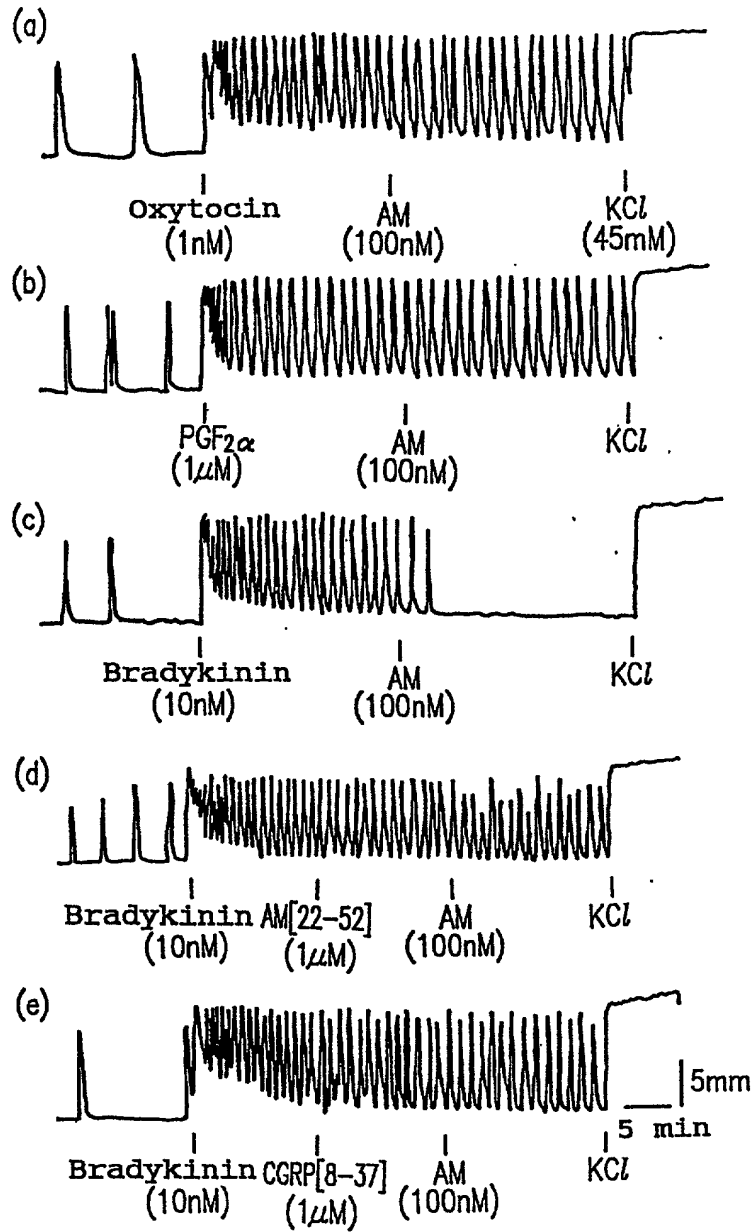 (a)
Oxytocin AM KCl
(1nM) (100nM) (45mM)
(b)
PGF2α AM KCl
(1μM) (100nM)
(c)
Bradykinin AM KCl
(10nM) (100nM)
(d)
Bradykinin AM[22-52] AM KCl
(10nM) (1μM) (100nM)
(e)
5mm
5 min
Bradykinin CGRP[8-37] AM KCl
(10nM) (1μM) (100nM)